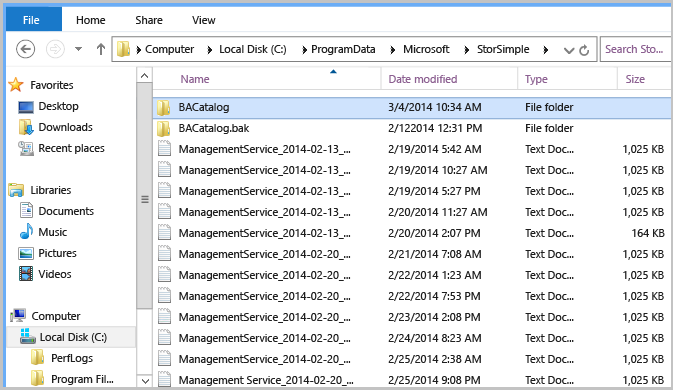 File Home Share View
Computer Local Disk (C:) ProgramData Microsoft StorSimple Search Sto...
Name Date modified Type Size
Favorites
Desktop
Downloads
Recent places
Libraries
Documents
Music
Pictures
Videos
Computer
Local Disk (C:)
PerfLogs
Program Fil...
BACatalog 3/4/2014 10:34 AM File folder
BACatalog.bak 2/122014 12:31 PM File folder
ManagementService_2014-02-13_... 2/19/2014 5:42 AM Text Doc... 1,025 KB
ManagementService_2014-02-13_... 2/19/2014 10:27 AM Text Doc... 1,025 KB
ManagementService_2014-02-13_... 2/19/2014 5:27 PM Text Doc... 1,025 KB
ManagementService_2014-02-13_... 2/20/2014 11:27 AM Text Doc... 1,025 KB
ManagementService_2014-02-13_... 2/20/2014 2:07 PM Text Doc... 164 KB
ManagementService_2014-02-20_... 2/21/2014 7:08 AM Text Doc... 1,025 KB
ManagementService_2014-02-20_... 2/22/2014 1:23 AM Text Doc... 1,025 KB
ManagementService_2014-02-20_... 2/22/2014 7:53 PM Text Doc... 1,025 KB
ManagementService_2014-02-20_... 2/23/2014 2:08 PM Text Doc... 1,025 KB
ManagementService_2014-02-20_... 2/24/2014 8:23 AM Text Doc... 1,025 KB
ManagementService_2014-02-20_... 2/25/2014 2:38 AM Text Doc... 1,025 KB
Management Service_2014-02-20... 2/25/2014 9:08 PM Text Doc... 1,025 KB